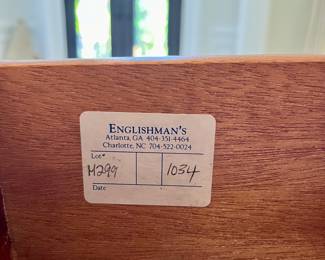 ENGLISHMAN'S
Atlanta, GA 404-351-4464
Charlotte, NC 704-522-0024
Lot#
M299 1034
Date